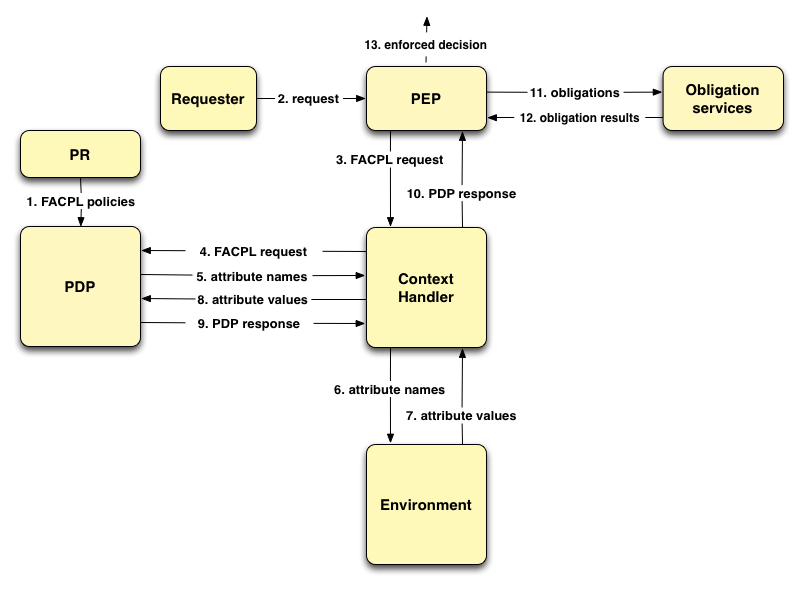 13. enforced decision
Requester
2. request
PEP
11. obligations
12. obligation results
Obligation
services
PR
3. FACPL request
10. PDP response
1. FACPL policies
PDP
4. FACPL request
5. attribute names
8. attribute values
9. PDP response
Context
Handler
6. attribute names
7. attribute values
Environment